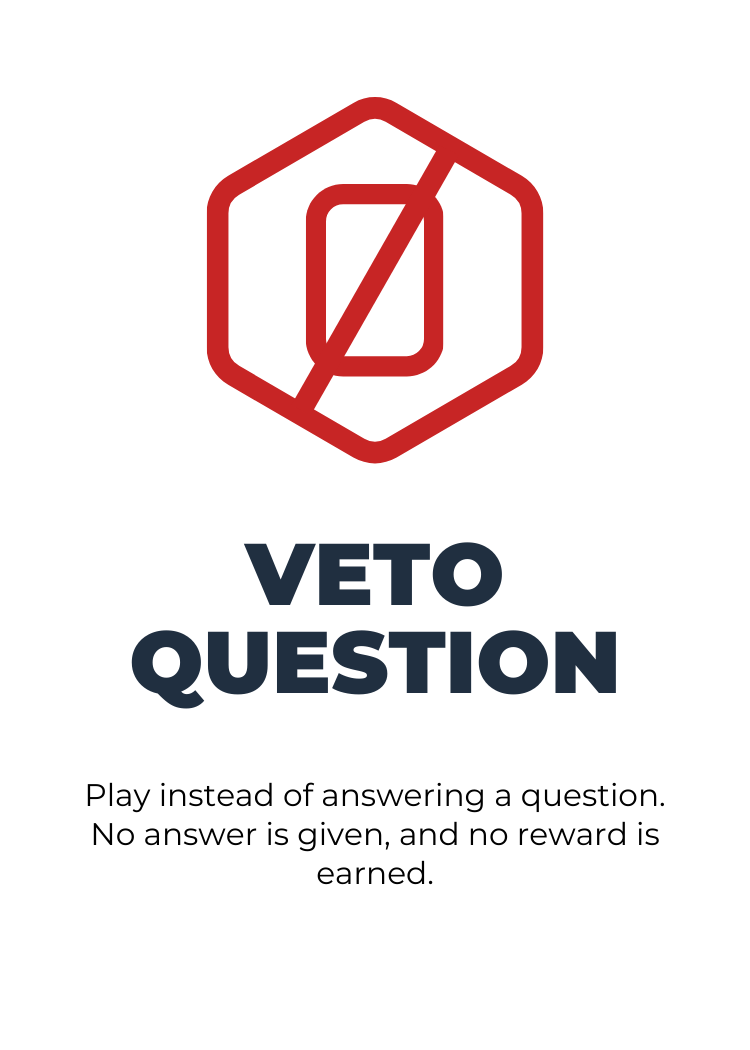 VETO
QUESTION
Play instead of answering a question.
No answer is given, and no reward is
earned.